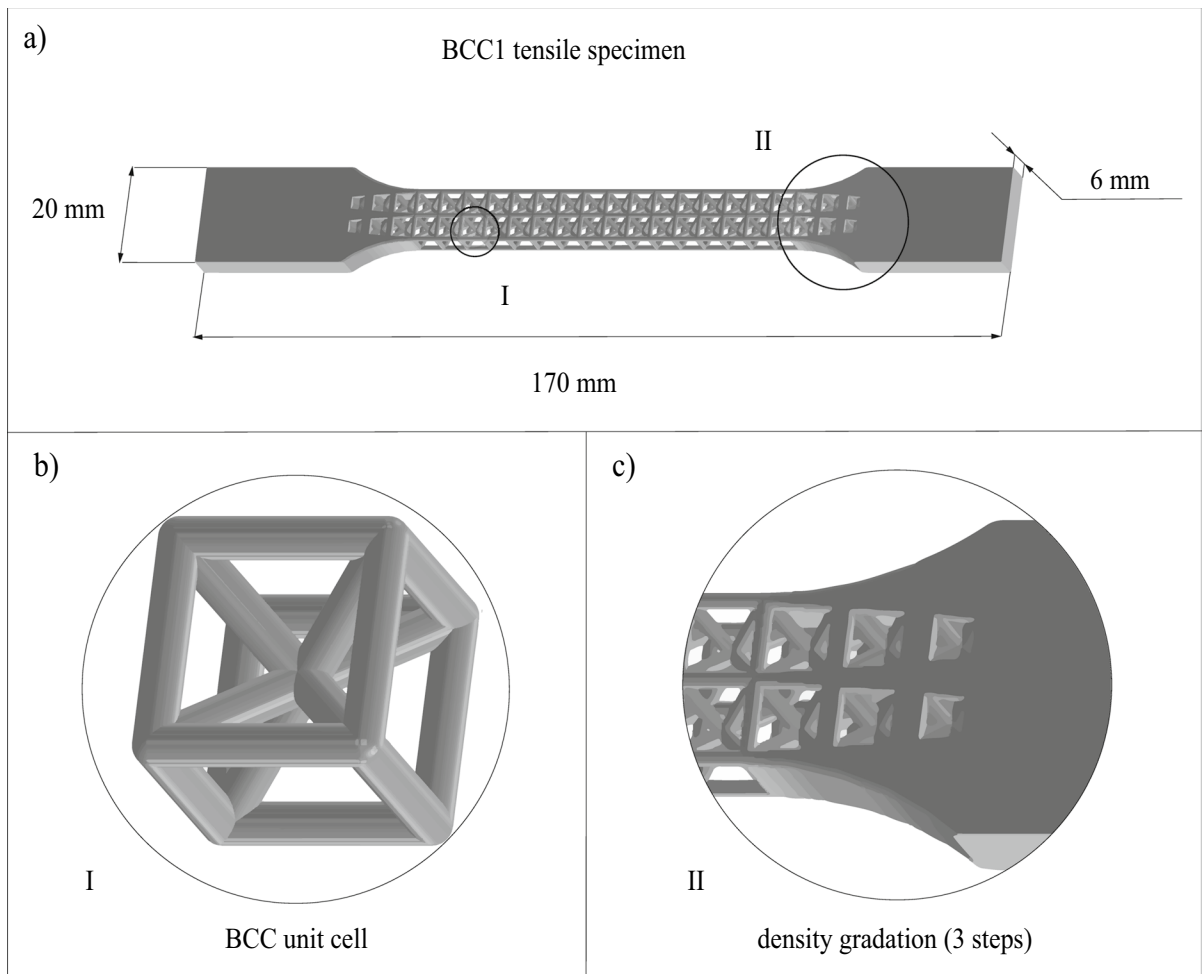 a)
BCC1 tensile specimen
II
20 mm
6 mm
I
170 mm
b)
c)
I
II
BCC unit cell
density gradation (3 steps)